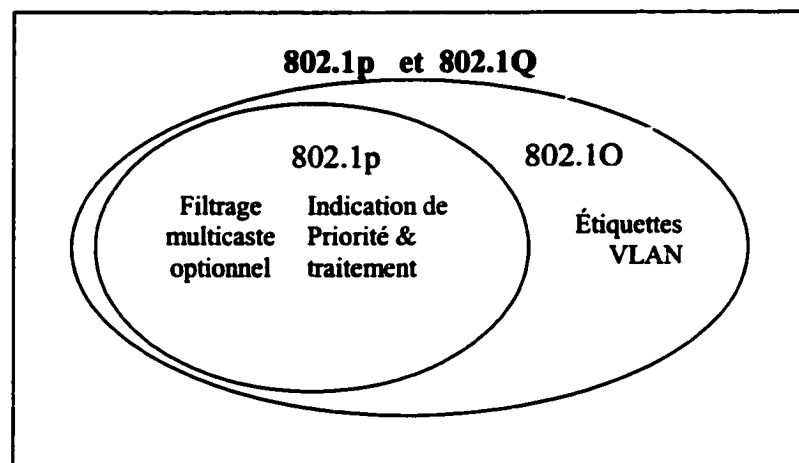 802.1p et 802.1Q
802.1p
802.1O
Filtrage
multicaste
optionnel
Indication de
Priorité &
traitement
Étiquettes
VLAN